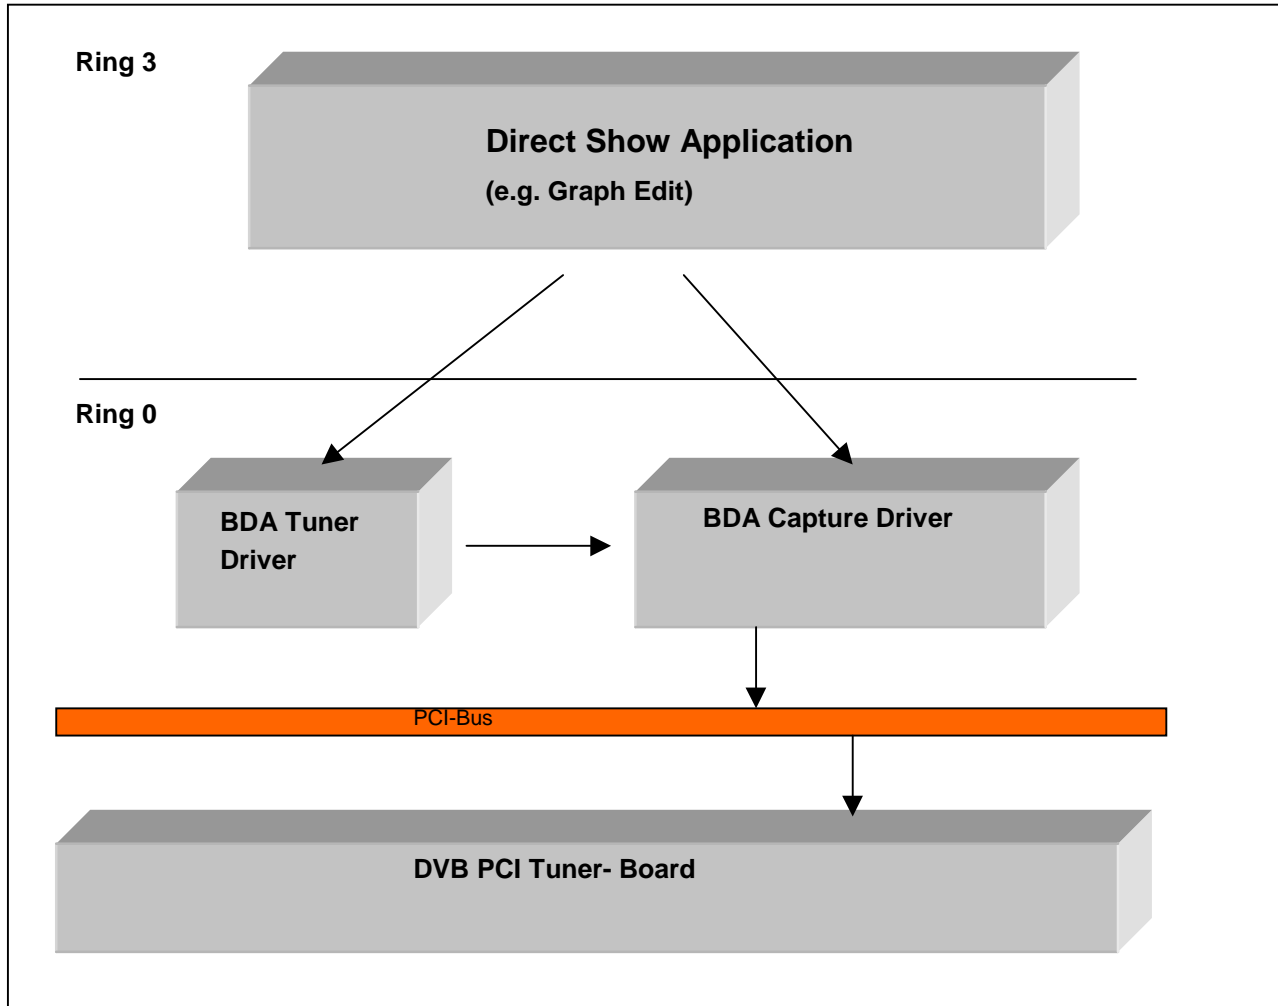 Ring 3
Direct Show Application
(e.g. Graph Edit)
Ring 0
BDA Tuner
Driver
BDA Capture Driver
PCI-Bus
DVB PCI Tuner- Board